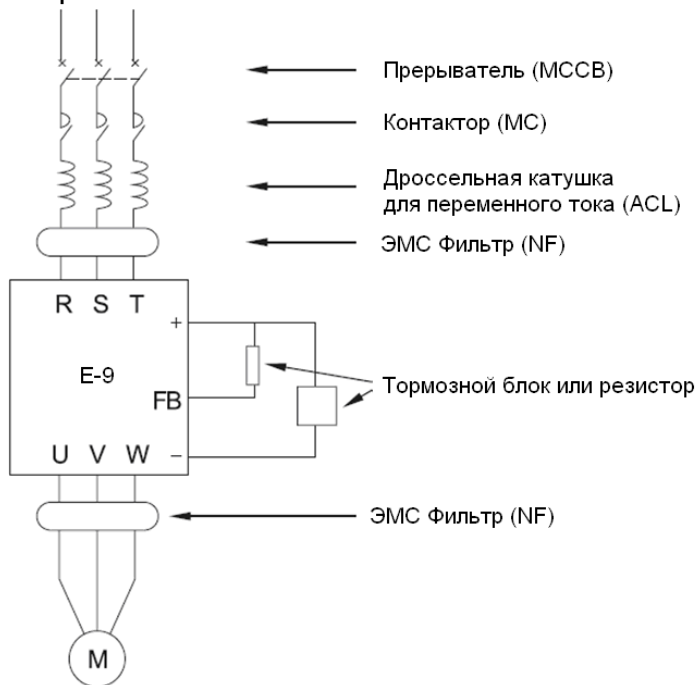 Прерыватель (MCCB)
Контактор (MC)
Дроссельная катушка
для переменного тока (ACL)
ЭМС Фильтр (NF)
R S T
+
E-9
FB
Тормозной блок или резистор
U V W
−
ЭМС Фильтр (NF)
M